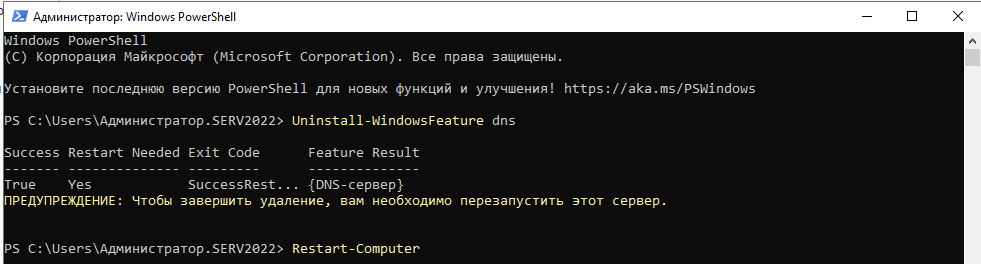 Администратор: Windows PowerShell
Windows PowerShell
(C) Корпорация Майкрософт (Microsoft Corporation). Все права защищены.
Установите последнюю версию PowerShell для новых функций и улучшения! https://aka.ms/PSWindows
PS C:\Users\Администратор.SERV2022> Uninstall-WindowsFeature dns
Success Restart Needed Exit Code      Feature Result
------- -------------- ---------      --------------
True    Yes            SuccessRest... {DNS-сервер}
ПРЕДУПРЕЖДЕНИЕ: Чтобы завершить удаление, вам необходимо перезапустить этот сервер.
PS C:\Users\Администратор.SERV2022> Restart-Computer